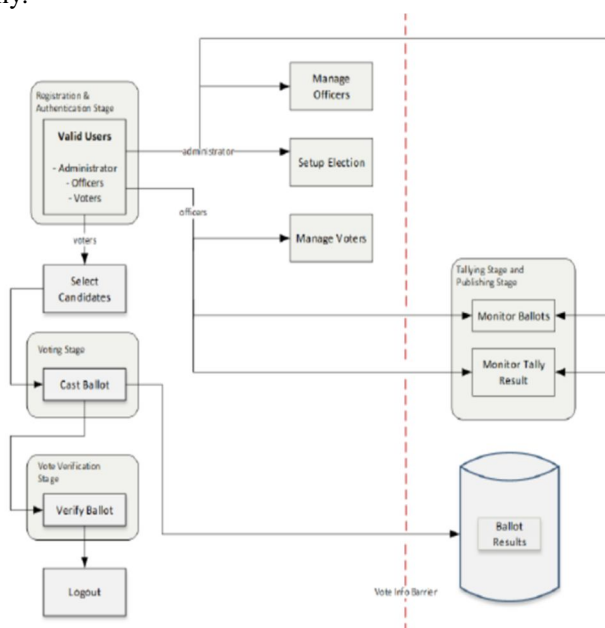 Manage
Officers
Registration &
Authentication Stage
Valid Users
- Administrator
- Officers
- Voters
administrator
Setup Election
officers
Manage Voters
voters
Select
Candidates
Tallying Stage and
Publishing Stage
Monitor Ballots
Monitor Tally
Result
Voting Stage
Cast Ballot
Vote Verification
Stage
Verify Ballot
Ballot
Results
Logout
Vote Info Barrier